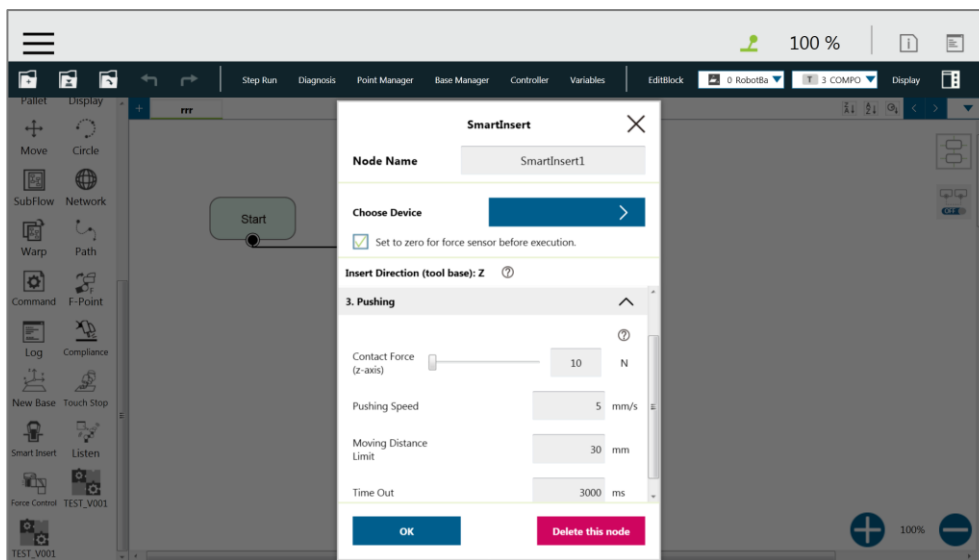 100 %
Step Run Diagnosis Point Manager Base Manager Controller Variables EditBlock 0 RobotBa T 3 COMPO Display
Pallet Display
+ rrr
Move Circle
SubFlow Network
Warp Path
Command F-Point
Log Compliance
New Base Touch Stop
Smart Insert Listen
Force Control TEST_V001
TEST_V001
Start
SmartInsert
Node Name SmartInsert1
Choose Device
Set to zero for force sensor before execution.
Insert Direction (tool base): Z ?
3. Pushing
?
Contact Force
(z-axis)
10 N
Pushing Speed 5 mm/s
Moving Distance
Limit
30 mm
Time Out 3000 ms
OK Delete this node
OFF
100%